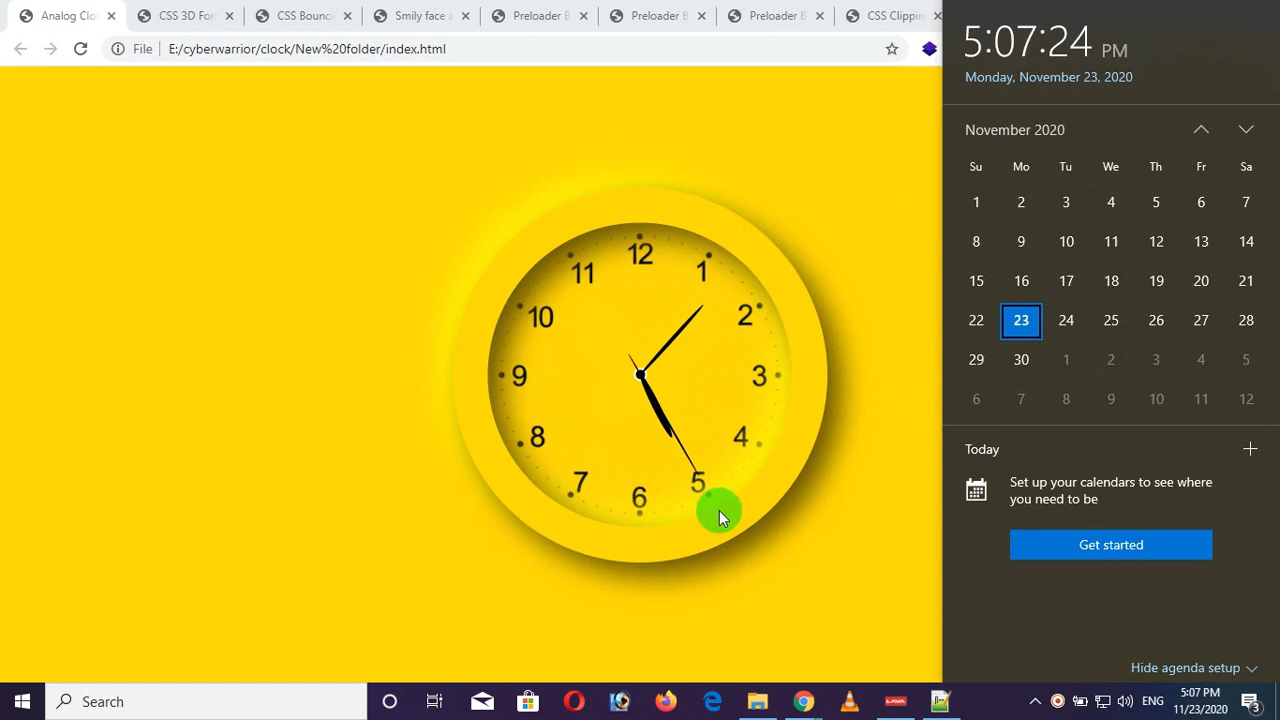 Analog Clo
CSS 3D For
CSS Bounci
Smily face a
Preloader B
Preloader B
Preloader B
CSS Clippin
File E:/cyberwarrior/clock/New%20folder/index.html
12
1
2
3
4
5
6
7
8
9
10
11
5:07:24 PM
Monday, November 23, 2020
November 2020
Su Mo Tu We Th Fr Sa
1 2 3 4 5 6 7
8 9 10 11 12 13 14
15 16 17 18 19 20 21
22 23 24 25 26 27 28
29 30 1 2 3 4 5
6 7 8 9 10 11 12
Today
Set up your calendars to see where
you need to be
Get started
Hide agenda setup
Search
LAVA
ENG
5:07 PM
11/23/2020
3